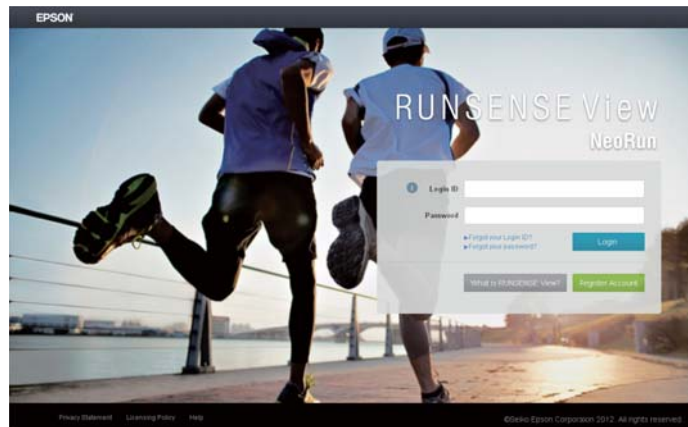 EPSON
RUNSENSE View
NeoRun
Login ID
Password
▶Forgot your Login ID?
▶Forgot your password?
Login
What is RUNSENSE View?
Register Account
Privacy Statement Licensing Policy Help
©Seiko Epson Corporation 2012. All rights reserved.